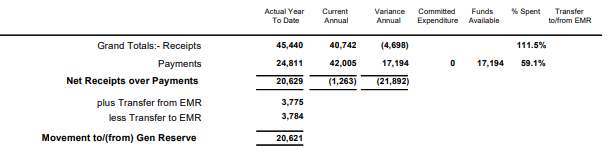 Actual Year Current Variance Committed Funds % Spent Transfer
To Date Annual Annual Expenditure Available to/from EMR
Grand Totals:- Receipts 45,440 40,742 (4,698) 111.5%
Payments 24,811 42,005 17,194 0 17,194 59.1%
Net Receipts over Payments 20,629 (1,263) (21,892)
plus Transfer from EMR 3,775
less Transfer to EMR 3,784
Movement to/(from) Gen Reserve 20,621